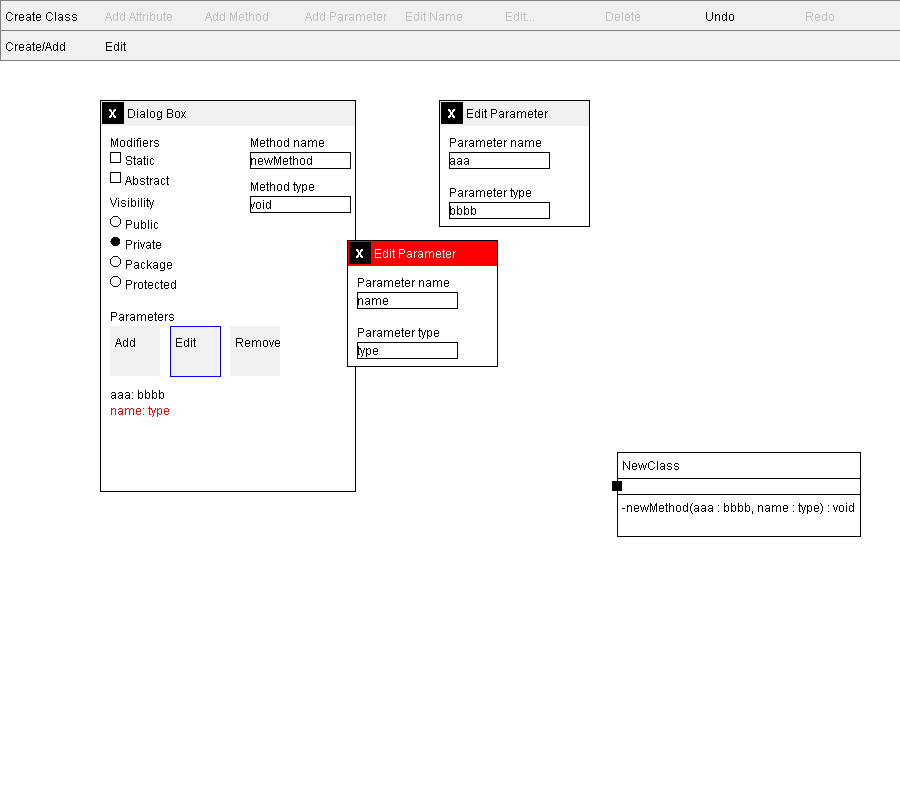 Create Class Add Attribute Add Method Add Parameter Edit Name Edit... Delete Undo Redo
Create/Add Edit
X Dialog Box
Modifiers
Static
Abstract
Visibility
Public
Private
Package
Protected
Method name
newMethod
Method type
void
Parameters
Add Edit Remove
aaa: bbbb
name: type
X Edit Parameter
Parameter name
aaa
Parameter type
bbbb
X Edit Parameter
Parameter name
name
Parameter type
type
NewClass
-newMethod(aaa : bbbb, name : type) : void